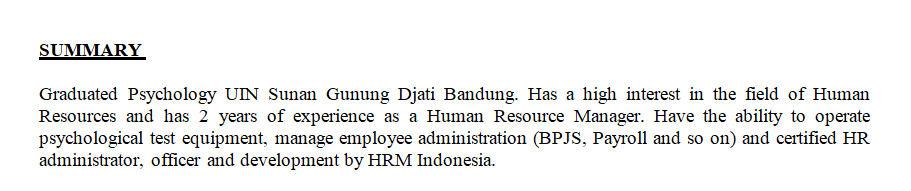 SUMMARY
Graduated Psychology UIN Sunan Gunung Djati Bandung. Has a high interest in the field of Human
Resources and has 2 years of experience as a Human Resource Manager. Have the ability to operate
psychological test equipment, manage employee administration (BPJS, Payroll and so on) and certified HR
administrator, officer and development by HRM Indonesia.